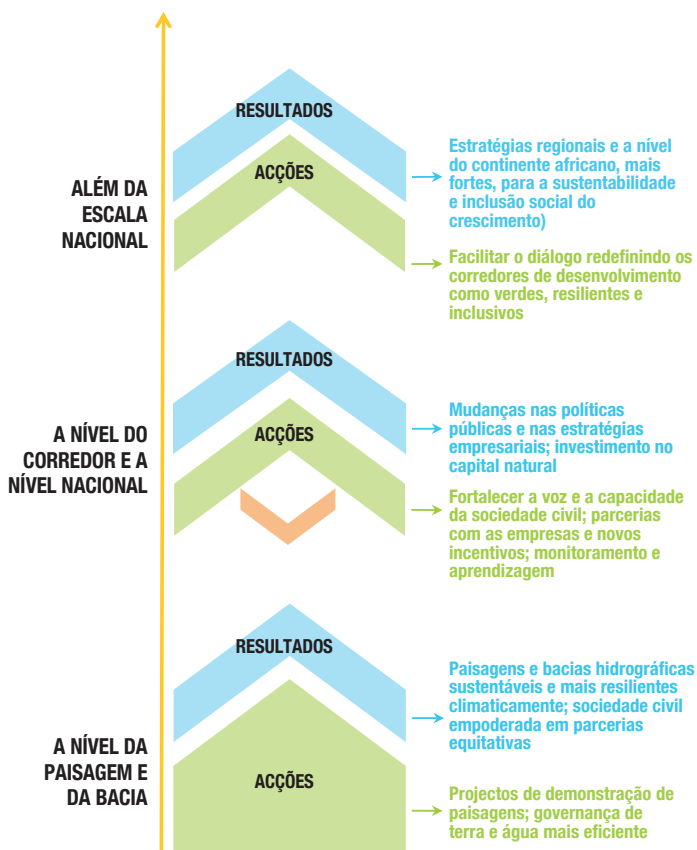 RESULTADOS
ACÇÕES
ALÉM DA
ESCALA
NACIONAL
Estratégias regionais e a nível
do continente africano, mais
fortes, para a sustentabilidade
e inclusão social do
crescimento)
Facilitar o diálogo redefinindo os
corredores de desenvolvimento
como verdes, resilientes e
inclusivos
RESULTADOS
ACÇÕES
A NÍVEL DO
CORREDOR E A
NÍVEL NACIONAL
Mudanças nas políticas
públicas e nas estratégias
empresariais; investimento no
capital natural
Fortalecer a voz e a capacidade
da sociedade civil; parcerias
com as empresas e novos
incentivos; monitoramento e
aprendizagem
RESULTADOS
ACÇÕES
A NÍVEL DA
PAISAGEM E
DA BACIA
Paisagens e bacias hidrográficas
sustentáveis e mais resilientes
climaticamente; sociedade civil
empoderada em parcerias
equitativas
Projectos de demonstração de
paisagens; governança de
terra e água mais eficiente